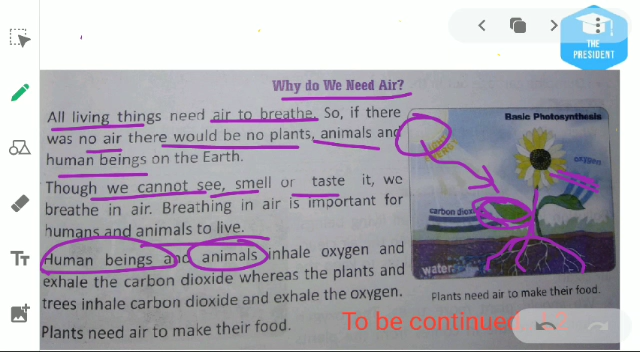 THE
PRESIDENT
Why do We Need Air?
All living things need air to breathe. So, if there
was no air there would be no plants, animals and
human beings on the Earth.
Though we cannot see, smell or taste it, we
breathe in air. Breathing in air is important for
humans and animals to live.
Human beings and animals inhale oxygen and
exhale the carbon dioxide whereas the plants and
trees inhale carbon dioxide and exhale the oxygen.
Plants need air to make their food.
Basic Photosynthesis
oxygen
carbon dioxide
water
Plants need air to make their food.
To be continued
Tт